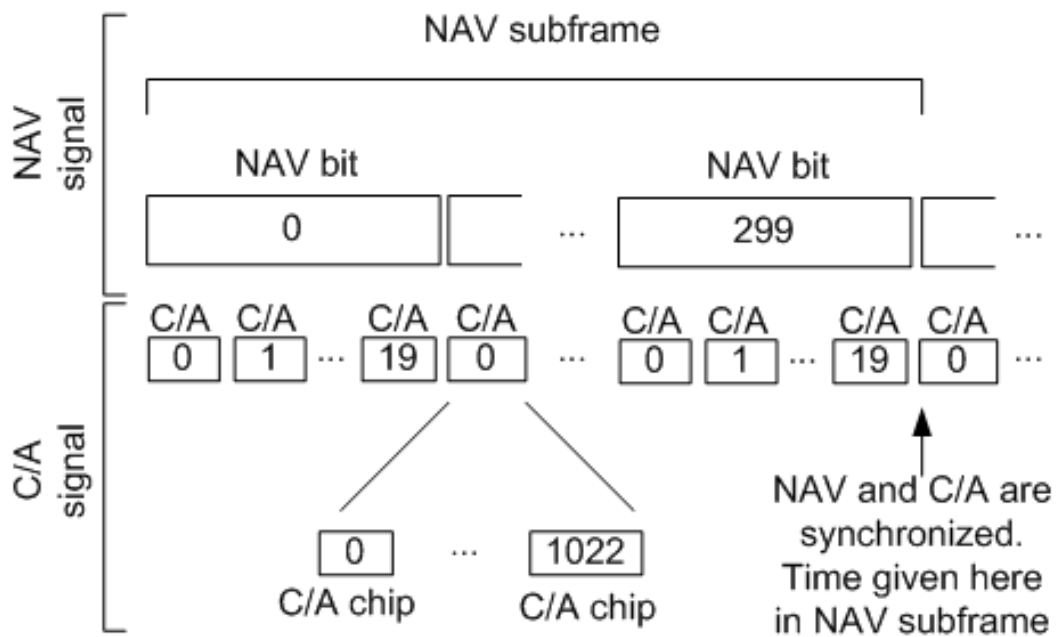 NAV subframe
NAV
signal
NAV bit
NAV bit
0
...
299
...
C/A C/A C/A C/A C/A C/A C/A C/A
0 1 ... 19 0 ... 0 1 ... 19 0 ...
C/A
signal
0 ... 1022
C/A chip
C/A chip
NAV and C/A are
synchronized.
Time given here
in NAV subframe